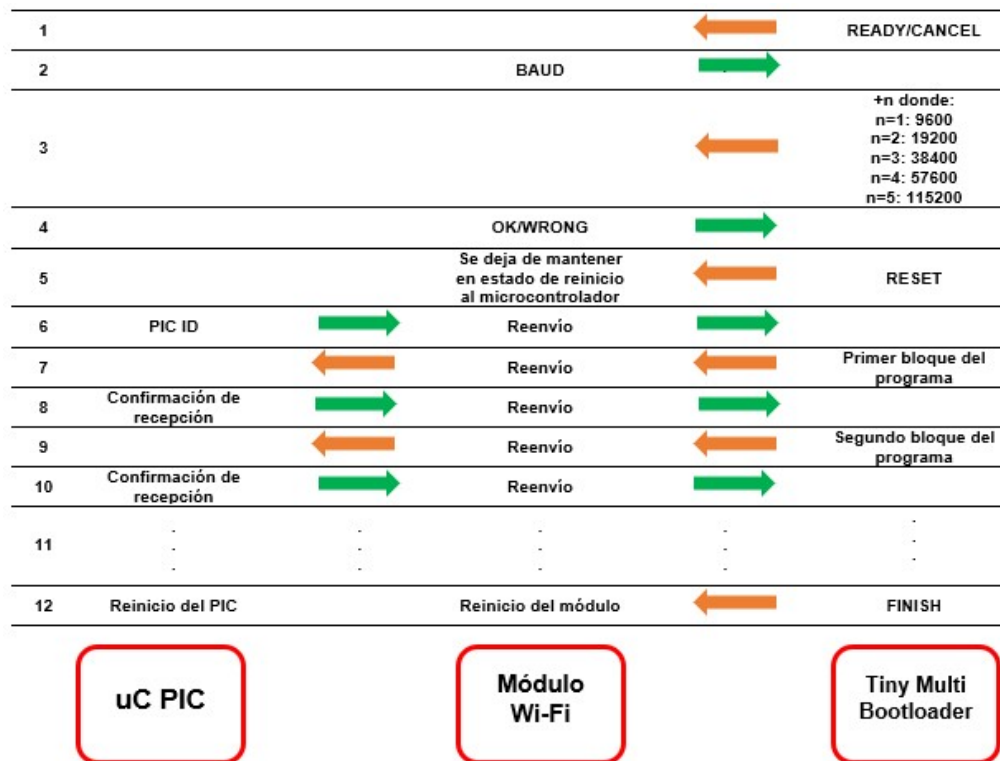 1 READY/CANCEL
2 BAUD
+n donde:
n=1: 9600
n=2: 19200
3 n=3: 38400
n=4: 57600
n=5: 115200
4 OK/WRONG
Se deja de mantener
5 en estado de reinicio RESET
al microcontrolador
6 PIC ID Reenvío
7 Reenvío Primer bloque del
programa
8 Confirmación de Reenvío
recepción
9 Reenvío Segundo bloque del
programa
10 Confirmación de Reenvío
recepción
. . . . .
11 . . . . .
. . . . .
12 Reinicio del PIC Reinicio del módulo FINISH
uC PIC
Módulo
Wi-Fi
Tiny Multi
Bootloader